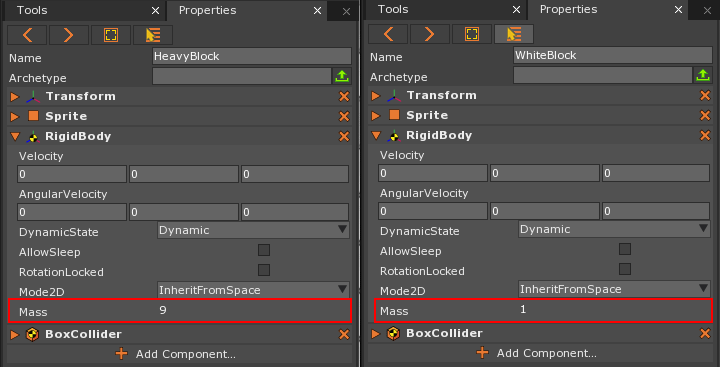 Tools Properties
Name HeavyBlock
Archetype
Transform
Sprite
RigidBody
Velocity
0 0 0
AngularVelocity
0 0 0
DynamicState Dynamic
AllowSleep
RotationLocked
Mode2D InheritFromSpace
Mass 9
BoxCollider
Add Component...
Tools Properties
Name WhiteBlock
Archetype
Transform
Sprite
RigidBody
Velocity
0 0 0
AngularVelocity
0 0 0
DynamicState Dynamic
AllowSleep
RotationLocked
Mode2D InheritFromSpace
Mass 1
BoxCollider
Add Component...